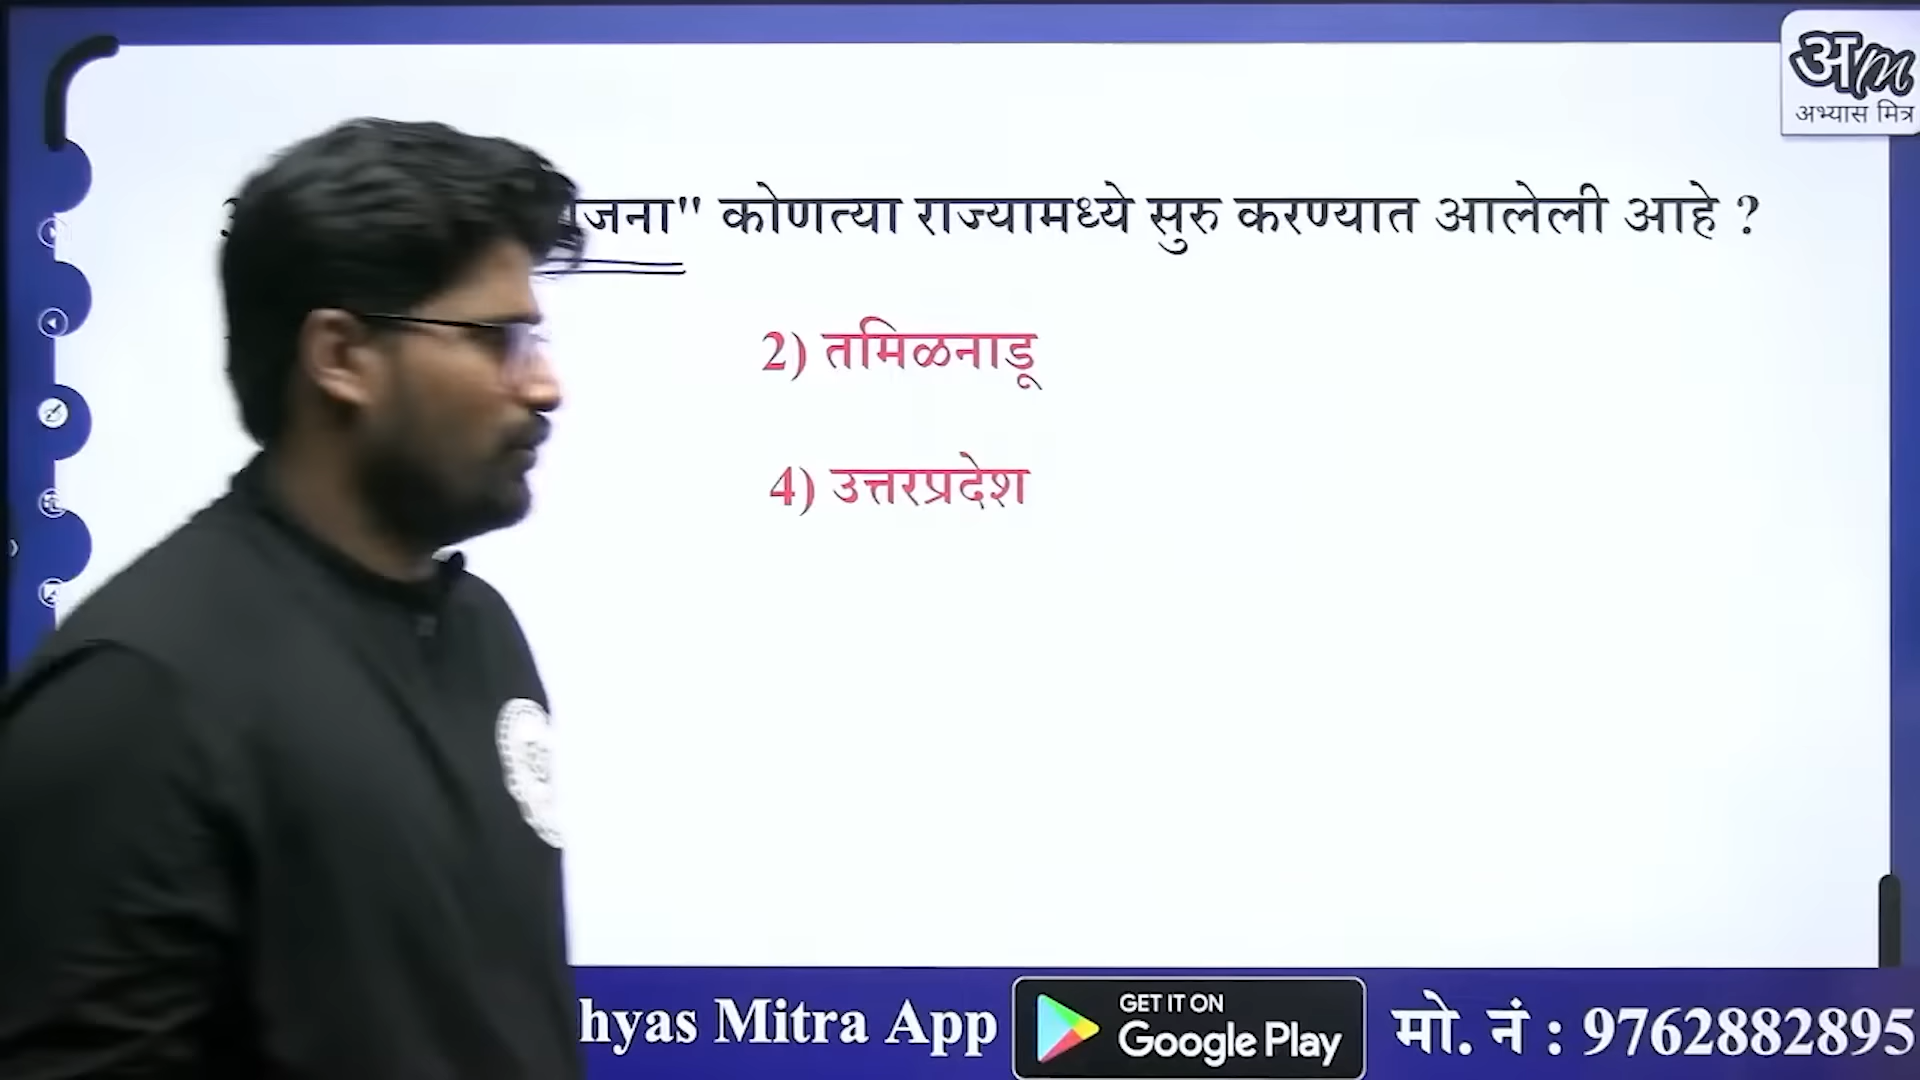 अm
अभ्यास मित्र
जना" कोणत्या राज्यामध्ये सुरु करण्यात आलेली आहे ?
2) तमिळनाडू
4) उत्तरप्रदेश
hyas Mitra App
GET IT ON
Google Play
मो. नं : 9762882895